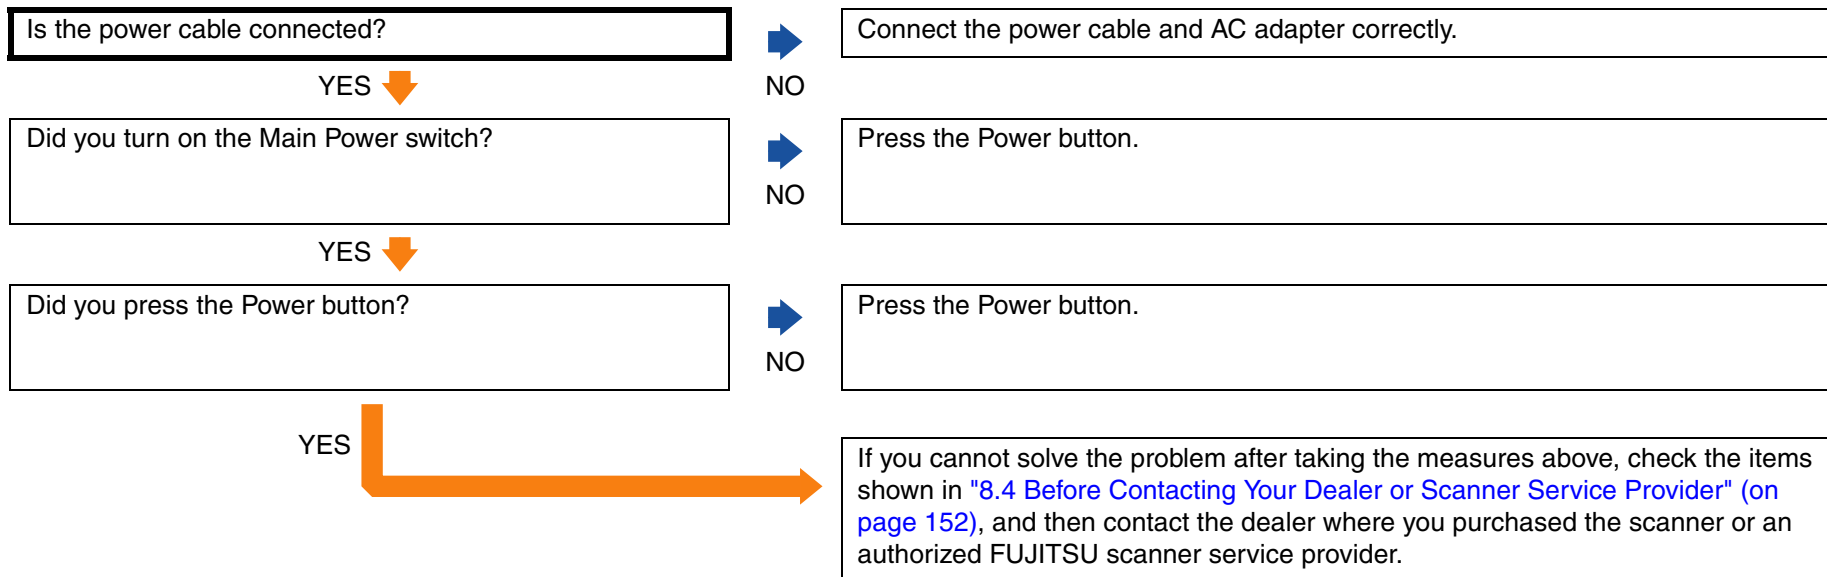 Is the power cable connected?
Connect the power cable and AC adapter correctly.
YES
NO
Did you turn on the Main Power switch?
Press the Power button.
NO
YES
Did you press the Power button?
Press the Power button.
NO
YES
If you cannot solve the problem after taking the measures above, check the items
shown in "8.4 Before Contacting Your Dealer or Scanner Service Provider" (on
page 152), and then contact the dealer where you purchased the scanner or an
authorized FUJITSU scanner service provider.